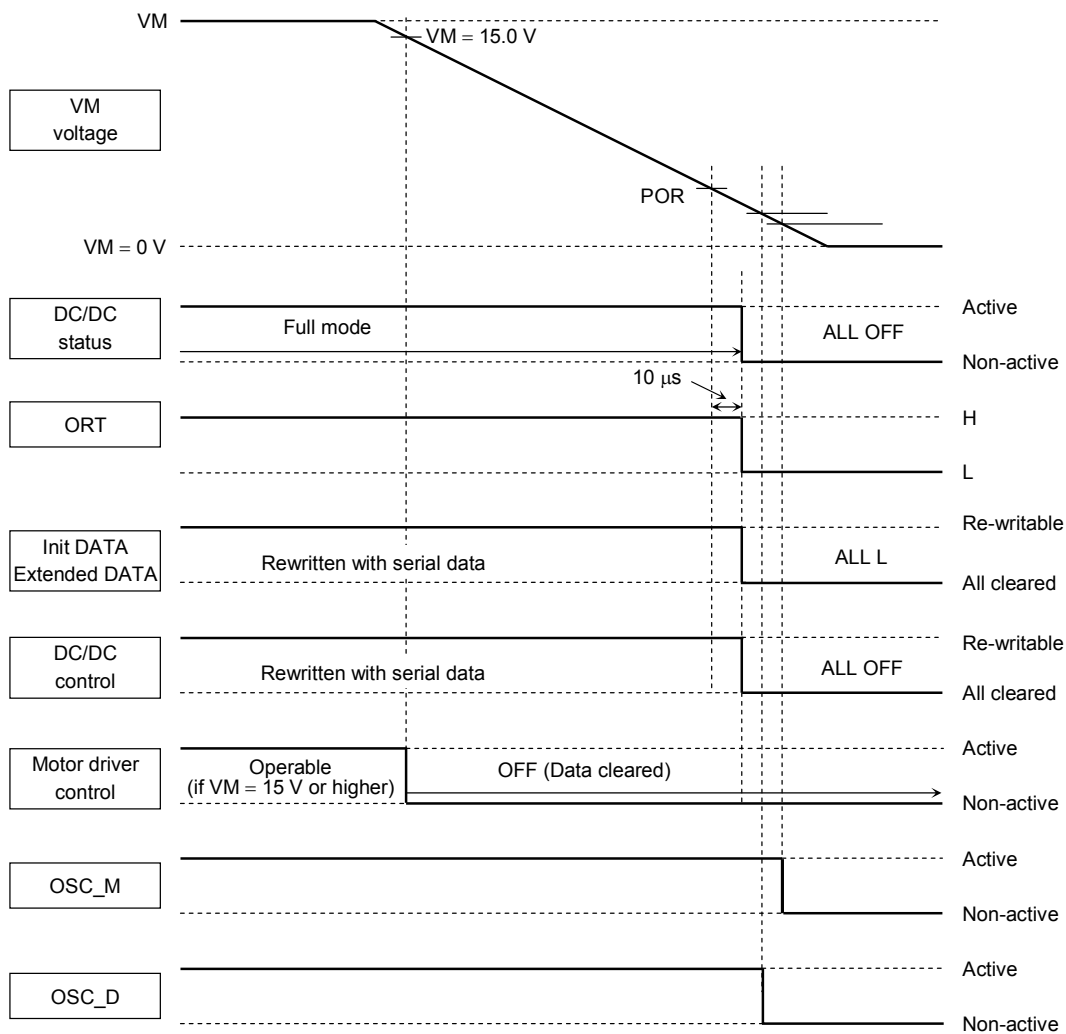 VM
VM = 15.0 V
VM
voltage
POR
VM = 0 V
DC/DC
status
Full mode
ALL OFF
Active
Non-active
10 μs
ORT
H
L
Init DATA
Extended DATA
Rewritten with serial data
ALL L
Re-writable
All cleared
DC/DC
control
Rewritten with serial data
ALL OFF
Re-writable
All cleared
Motor driver
control
Operable
(if VM = 15 V or higher)
OFF (Data cleared)
Active
Non-active
OSC_M
Active
Non-active
OSC_D
Active
Non-active